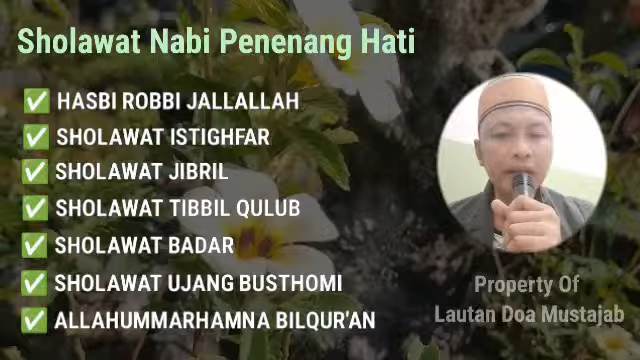 Sholawat Nabi Penenang Hati
✅ HASBI ROBBI JALLALLAH
✅ SHOLAWAT ISTIGHFAR
✅ SHOLAWAT JIBRIL
✅ SHOLAWAT TIBBIL QULUB
✅ SHOLAWAT BADAR
✅ SHOLAWAT UJANG BUSTHOMI
✅ ALLAHUMMARHAMNA BILQUR'AN
Property Of
Lautan Doa Mustajab